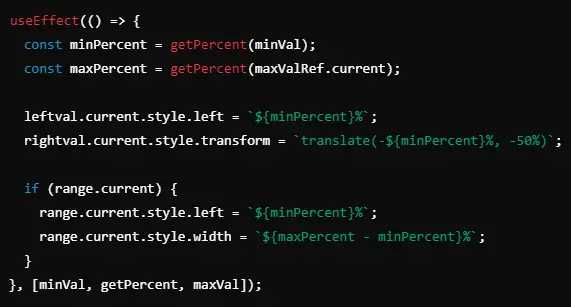 useEffect(() => {
  const minPercent = getPercent(minVal);
  const maxPercent = getPercent(maxValRef.current);

  leftval.current.style.left = `${minPercent}%`;
  rightval.current.style.transform = `translate(-${minPercent}%, -50%)`;

  if (range.current) {
    range.current.style.left = `${minPercent}%`;
    range.current.style.width = `${maxPercent - minPercent}%`;
  }
}, [minVal, getPercent, maxVal]);